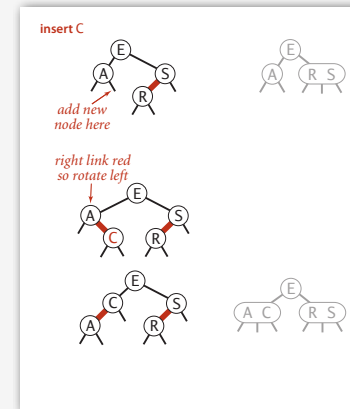 insert C
E
A
S
R
add new
node here
E
A
R S
right link red
so rotate left
E
A
S
C
R
E
C
S
A
R
E
A C
R S